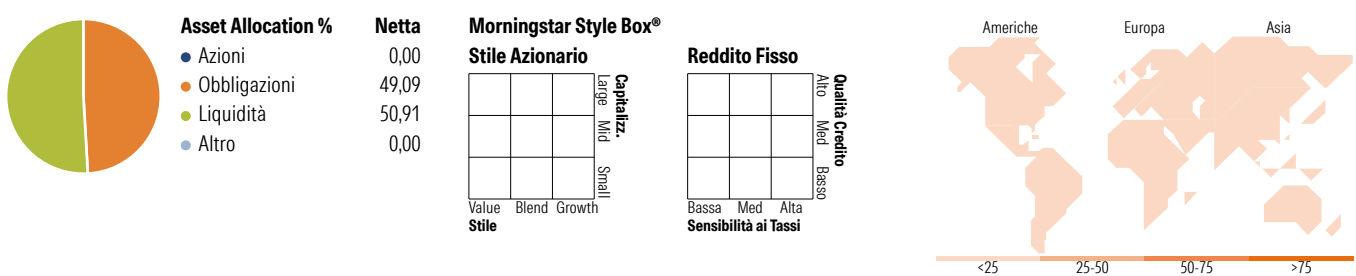 Asset Allocation % Netta
Azioni 0,00
Obbligazioni 49,09
Liquidità 50,91
Altro 0,00
Morningstar Style Box®
Stile Azionario
Large Mid Small
Capitalizz.
Value Blend Growth
Stile
Reddito Fisso
Alto Med Basso
Qualità Credito
Bassa Med Alta
Sensibilità ai Tassi
Americhe Europa Asia
<25 25-50 50-75 >75